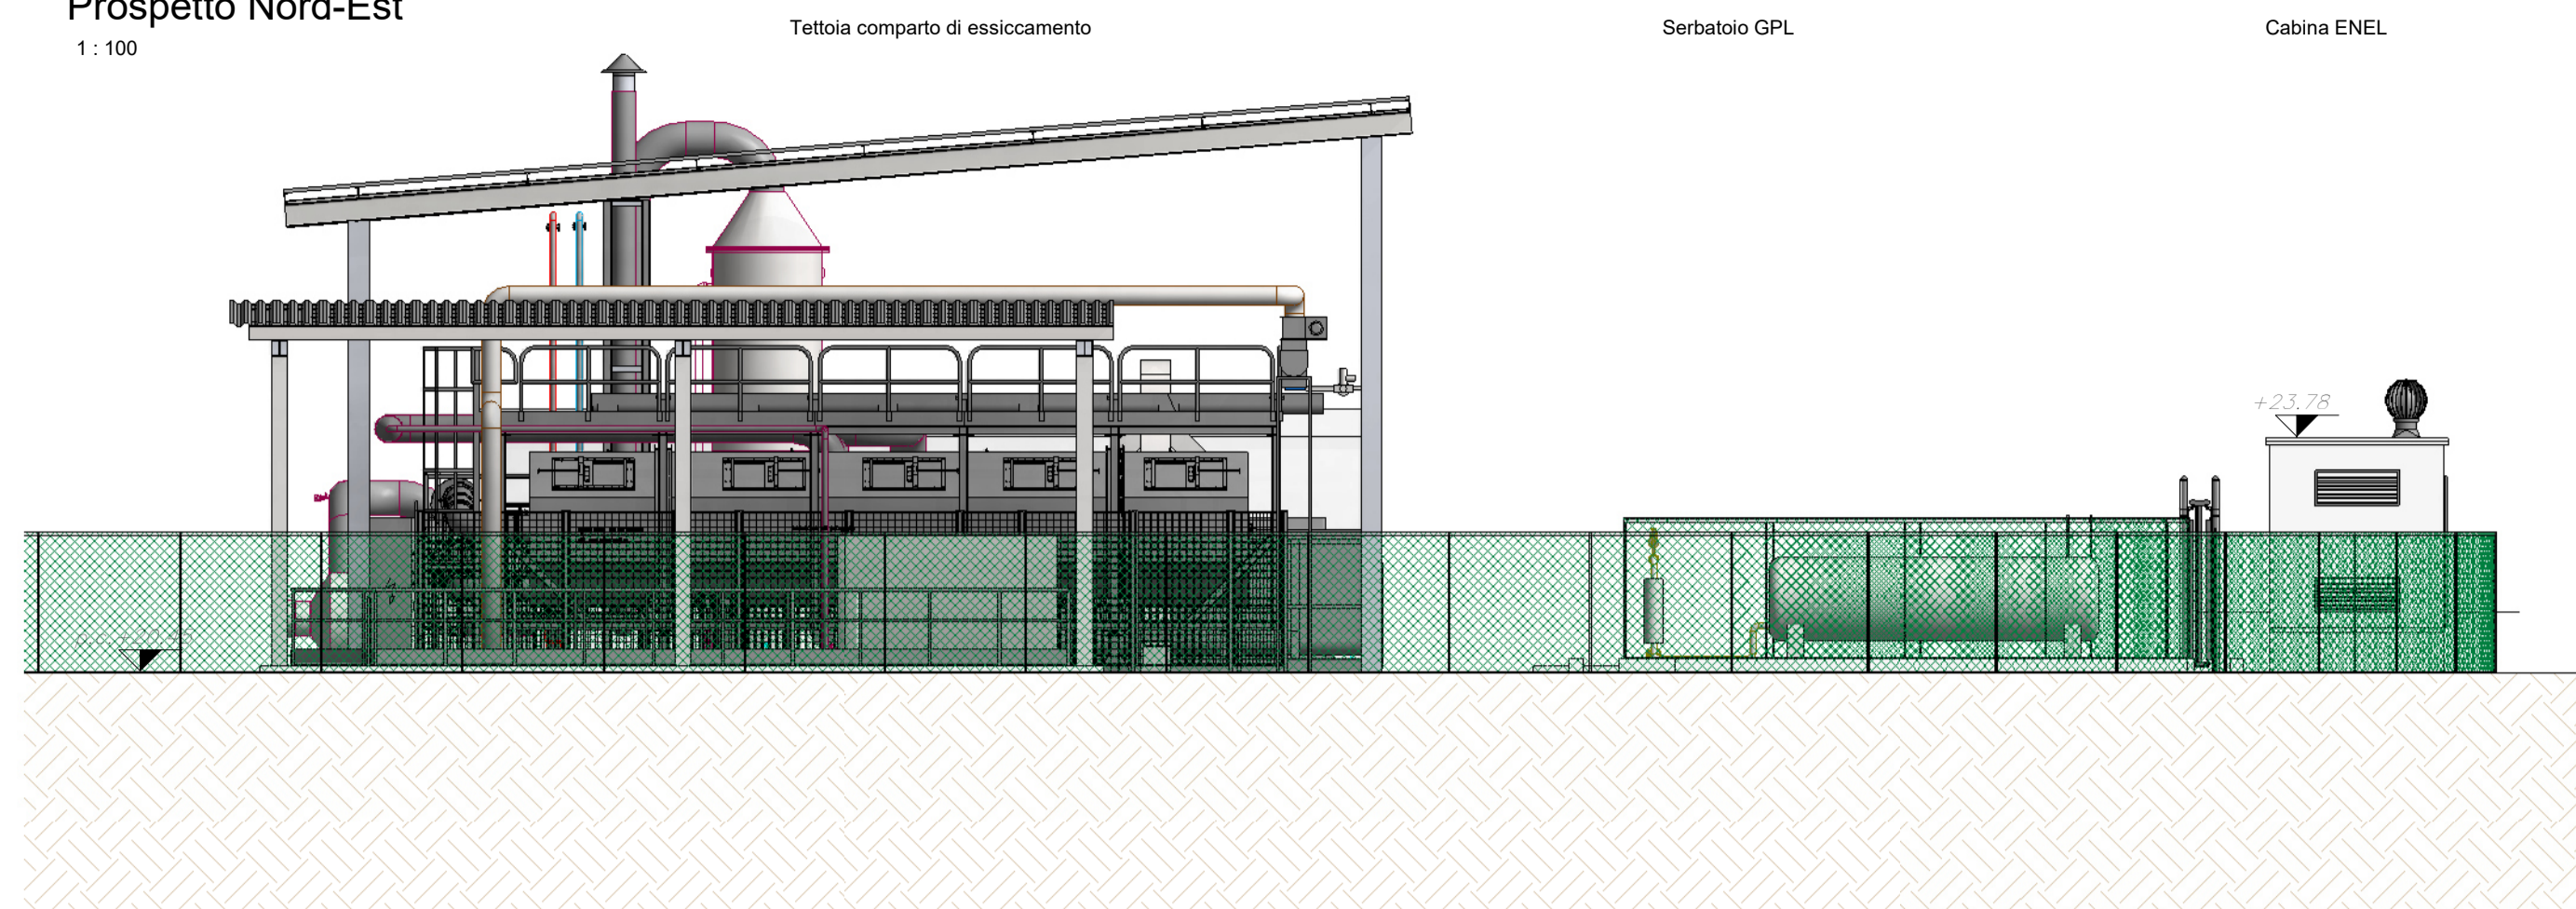 Prospetto Nord-Est
1 : 100
Tettoia comparto di essiccamento
Serbatoio GPL
Cabina ENEL
+23.78